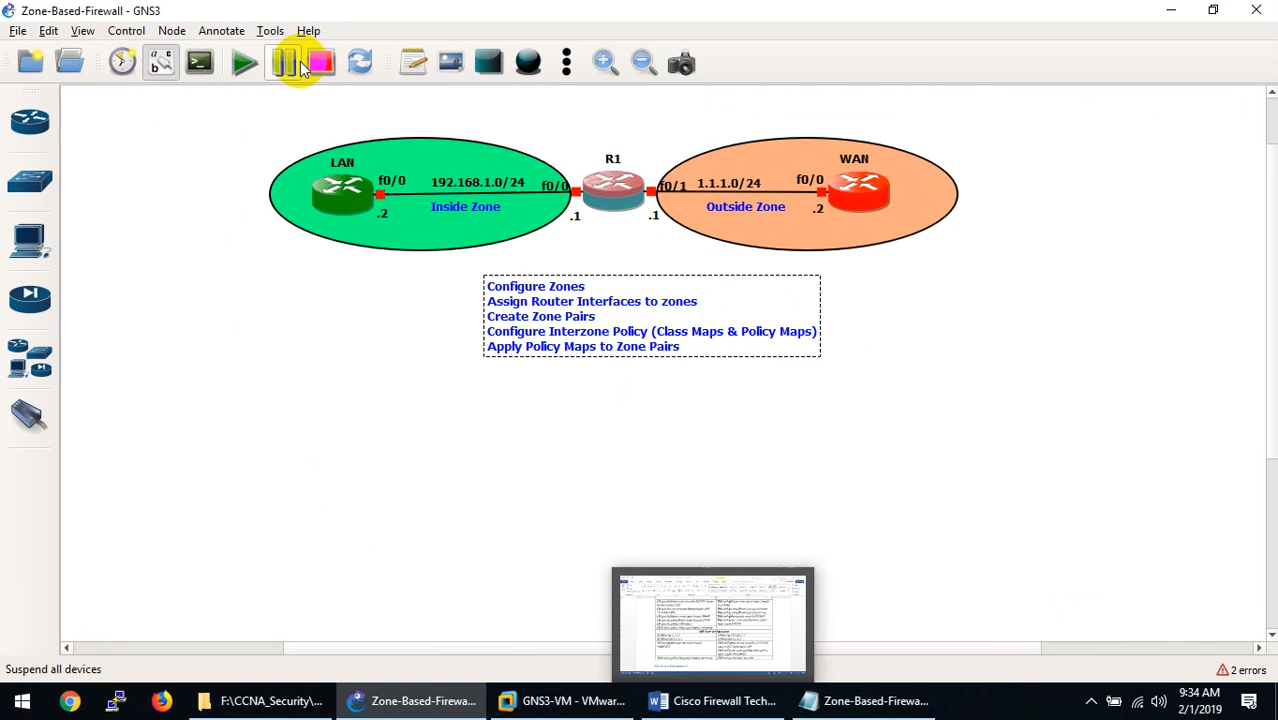 Zone-Based-Firewall - GNS3
File Edit View Control Node Annotate Tools Help
LAN
R1
WAN
f0/0 192.168.1.0/24 f0/0 f0/1 1.1.1.0/24 f0/0
Inside Zone
Outside Zone
.2 .1 .1 .2
Configure Zones
Assign Router Interfaces to zones
Create Zone Pairs
Configure Interzone Policy (Class Maps & Policy Maps)
Apply Policy Maps to Zone Pairs
Suspend all devices
2 errors
F:\CCNA_Security\...
Zone-Based-Firewa...
GNS3-VM - VMwar...
Cisco Firewall Tech...
Zone-Based-Firewa...
9:34 AM
2/1/2019